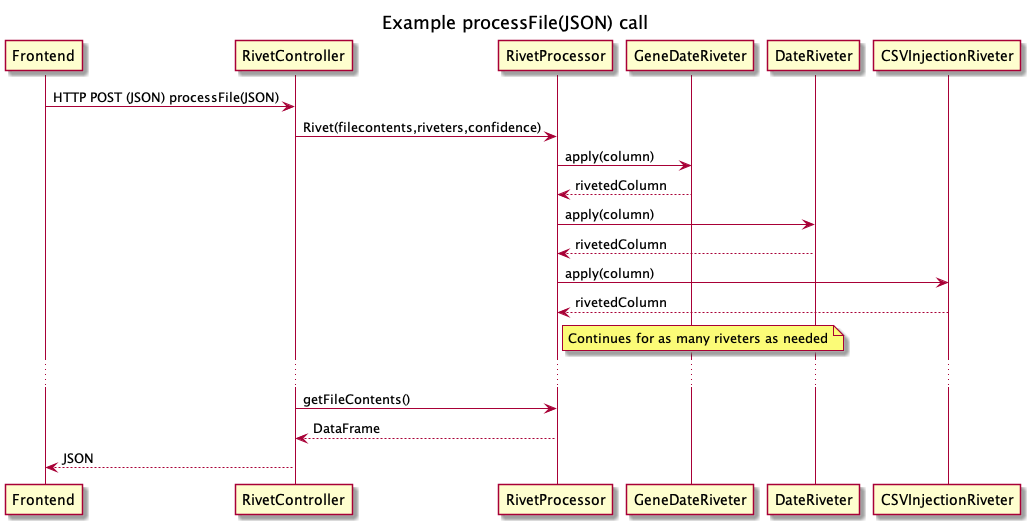 Example processFile(JSON) call
Frontend
RivetController
RivetProcessor
GeneDateRiveter
DateRiveter
CSVInjectionRiveter
HTTP POST (JSON) processFile(JSON)
Rivet(filecontents,riveters,confidence)
apply(column)
rivetedColumn
apply(column)
rivetedColumn
apply(column)
rivetedColumn
Continues for as many riveters as needed
getFileContents()
DataFrame
JSON
Frontend
RivetController
RivetProcessor
GeneDateRiveter
DateRiveter
CSVInjectionRiveter